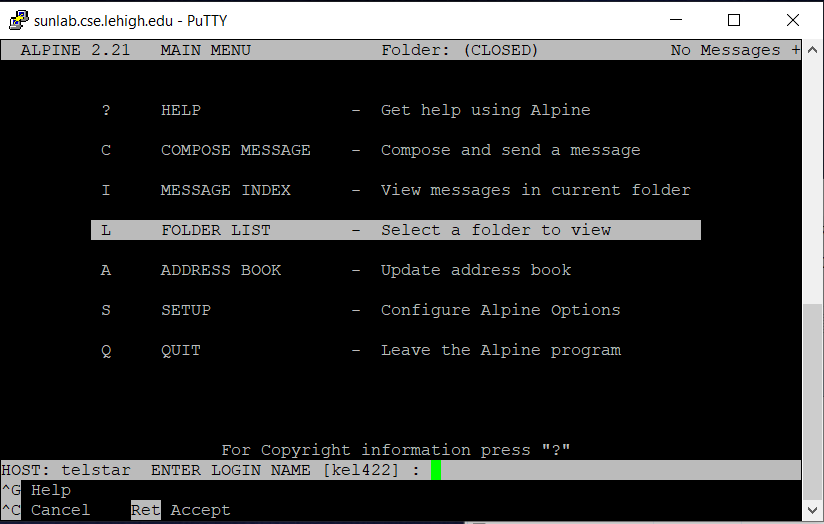 sunlab.cse.lehigh.edu - PuTTY
ALPINE 2.21 MAIN MENU Folder: (CLOSED) No Messages +
? HELP - Get help using Alpine
C COMPOSE MESSAGE - Compose and send a message
I MESSAGE INDEX - View messages in current folder
L FOLDER LIST - Select a folder to view
A ADDRESS BOOK - Update address book
S SETUP - Configure Alpine Options
Q QUIT - Leave the Alpine program
For Copyright information press "?"
HOST: telstar ENTER LOGIN NAME [kel422] :
^G Help
^C Cancel Ret Accept